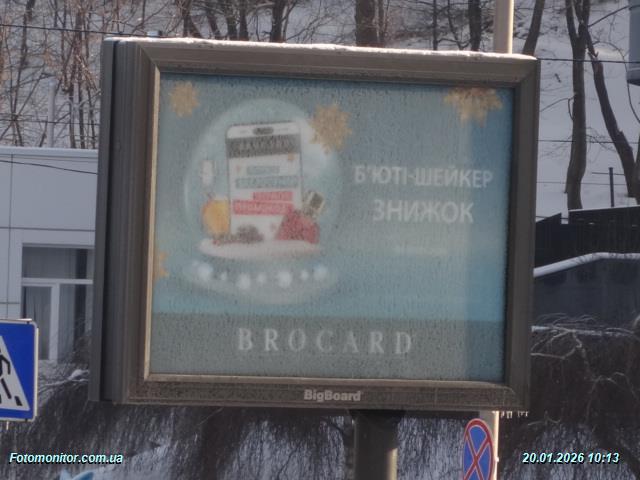 Б'ЮТІ-ШЕЙКЕР
ЗНИЖОК
BROCARD
BigBoard
Fotomonitor.com.ua
20.01.2026 10:13